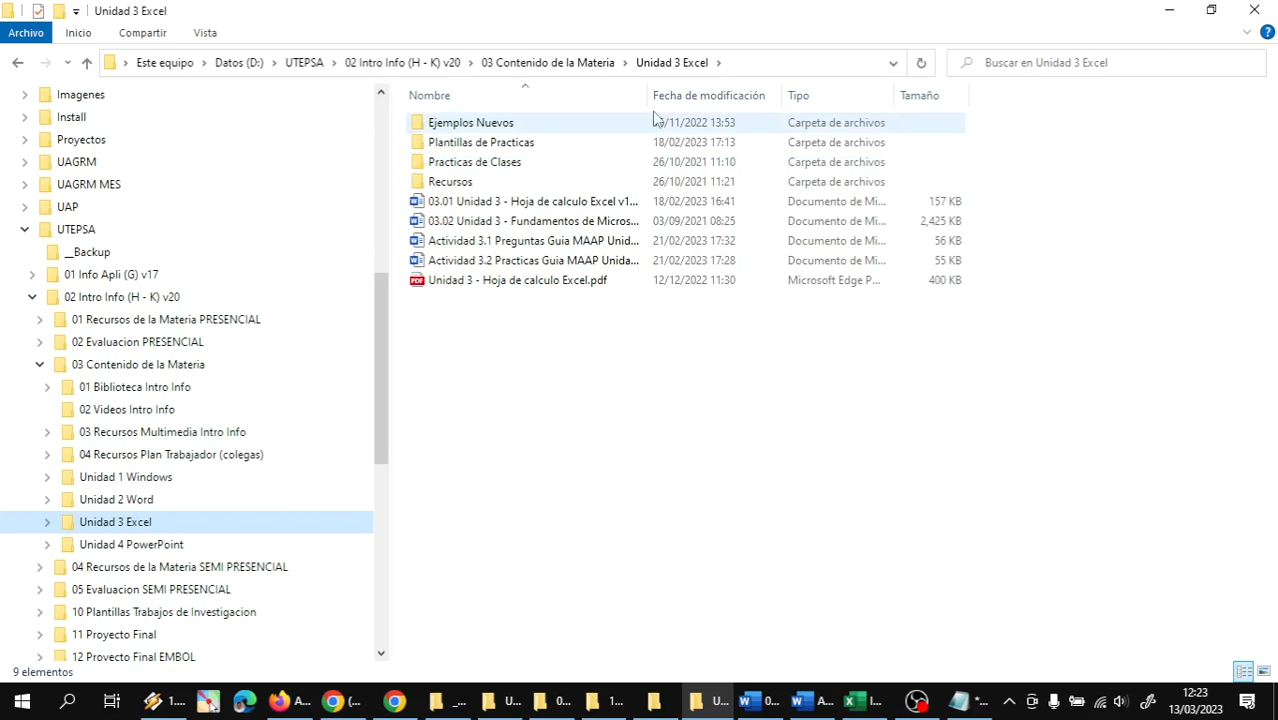 Unidad 3 Excel
Archivo Inicio Compartir Vista
Este equipo Datos (D:) UTEPSA 02 Intro Info (H - K) v20 03 Contenido de la Materia Unidad 3 Excel
Buscar en Unidad 3 Excel
Imagenes
Install
Proyectos
UAGRM
UAGRM MES
UAP
UTEPSA
__Backup
01 Info Apli (G) v17
02 Intro Info (H - K) v20
01 Recursos de la Materia PRESENCIAL
02 Evaluacion PRESENCIAL
03 Contenido de la Materia
01 Biblioteca Intro Info
02 Videos Intro Info
03 Recursos Multimedia Intro Info
04 Recursos Plan Trabajador (colegas)
Unidad 1 Windows
Unidad 2 Word
Unidad 3 Excel
Unidad 4 PowerPoint
04 Recursos de la Materia SEMI PRESENCIAL
05 Evaluacion SEMI PRESENCIAL
10 Plantillas Trabajos de Investigacion
11 Proyecto Final
12 Proyecto Final EMBOL
Nombre Fecha de modificación Tipo Tamaño
Ejemplos Nuevos /11/2022 13:53 Carpeta de archivos
Plantillas de Practicas 18/02/2023 17:13 Carpeta de archivos
Practicas de Clases 26/10/2021 11:10 Carpeta de archivos
Recursos 26/10/2021 11:21 Carpeta de archivos
03.01 Unidad 3 - Hoja de calculo Excel v1... 18/02/2023 16:41 Documento de Mi... 157 KB
03.02 Unidad 3 - Fundamentos de Micros... 03/09/2021 08:25 Documento de Mi... 2,425 KB
Actividad 3.1 Preguntas Guia MAAP Unid... 21/02/2023 17:32 Documento de Mi... 56 KB
Actividad 3.2 Practicas Guia MAAP Unida... 21/02/2023 17:28 Documento de Mi... 55 KB
Unidad 3 - Hoja de calculo Excel.pdf 12/12/2022 11:30 Microsoft Edge P... 400 KB
9 elementos
1.... A... (... _... U... 0... 1... U... 0... A... I... *...
12:23
13/03/2023